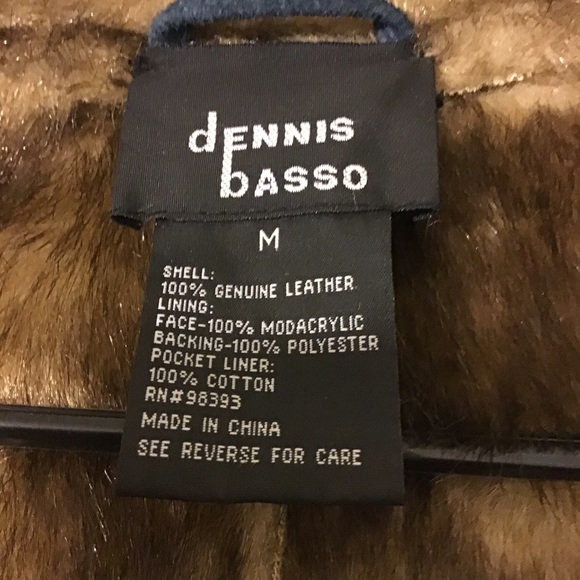 dENNIS
bASSO
M
SHELL:
100% GENUINE LEATHER
LINING:
FACE-100% MODACRYLIC
BACKING-100% POLYESTER
POCKET LINER:
100% COTTON
RN#98393
MADE IN CHINA
SEE REVERSE FOR CARE